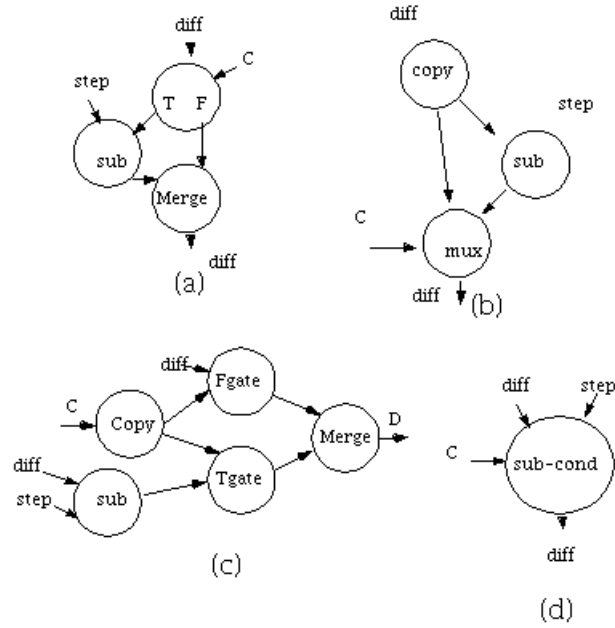 diff
C
step
T F
sub
Merge
diff
(a)
diff
copy
step
sub
C
mux
diff
(b)
diff
Fgate
C
Copy
D
Merge
diff
Tgate
step
sub
(c)
diff
step
C
sub-cond
diff
(d)